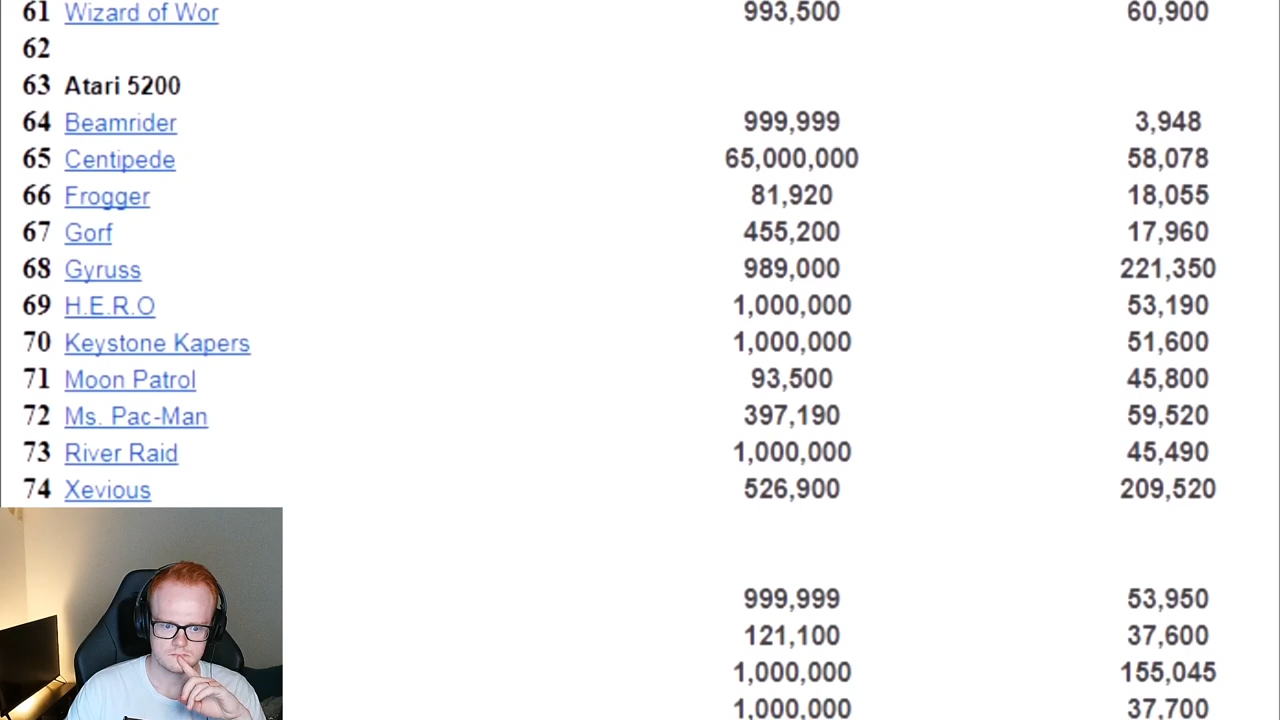 61 Wizard of Wor 993,500 60,900
62
63 Atari 5200
64 Beamrider 999,999 3,948
65 Centipede 65,000,000 58,078
66 Frogger 81,920 18,055
67 Gorf 455,200 17,960
68 Gyruss 989,000 221,350
69 H.E.R.O 1,000,000 53,190
70 Keystone Kapers 1,000,000 51,600
71 Moon Patrol 93,500 45,800
72 Ms. Pac-Man 397,190 59,520
73 River Raid 1,000,000 45,490
74 Xevious 526,900 209,520
999,999 53,950
121,100 37,600
1,000,000 155,045
1,000,000 37,700